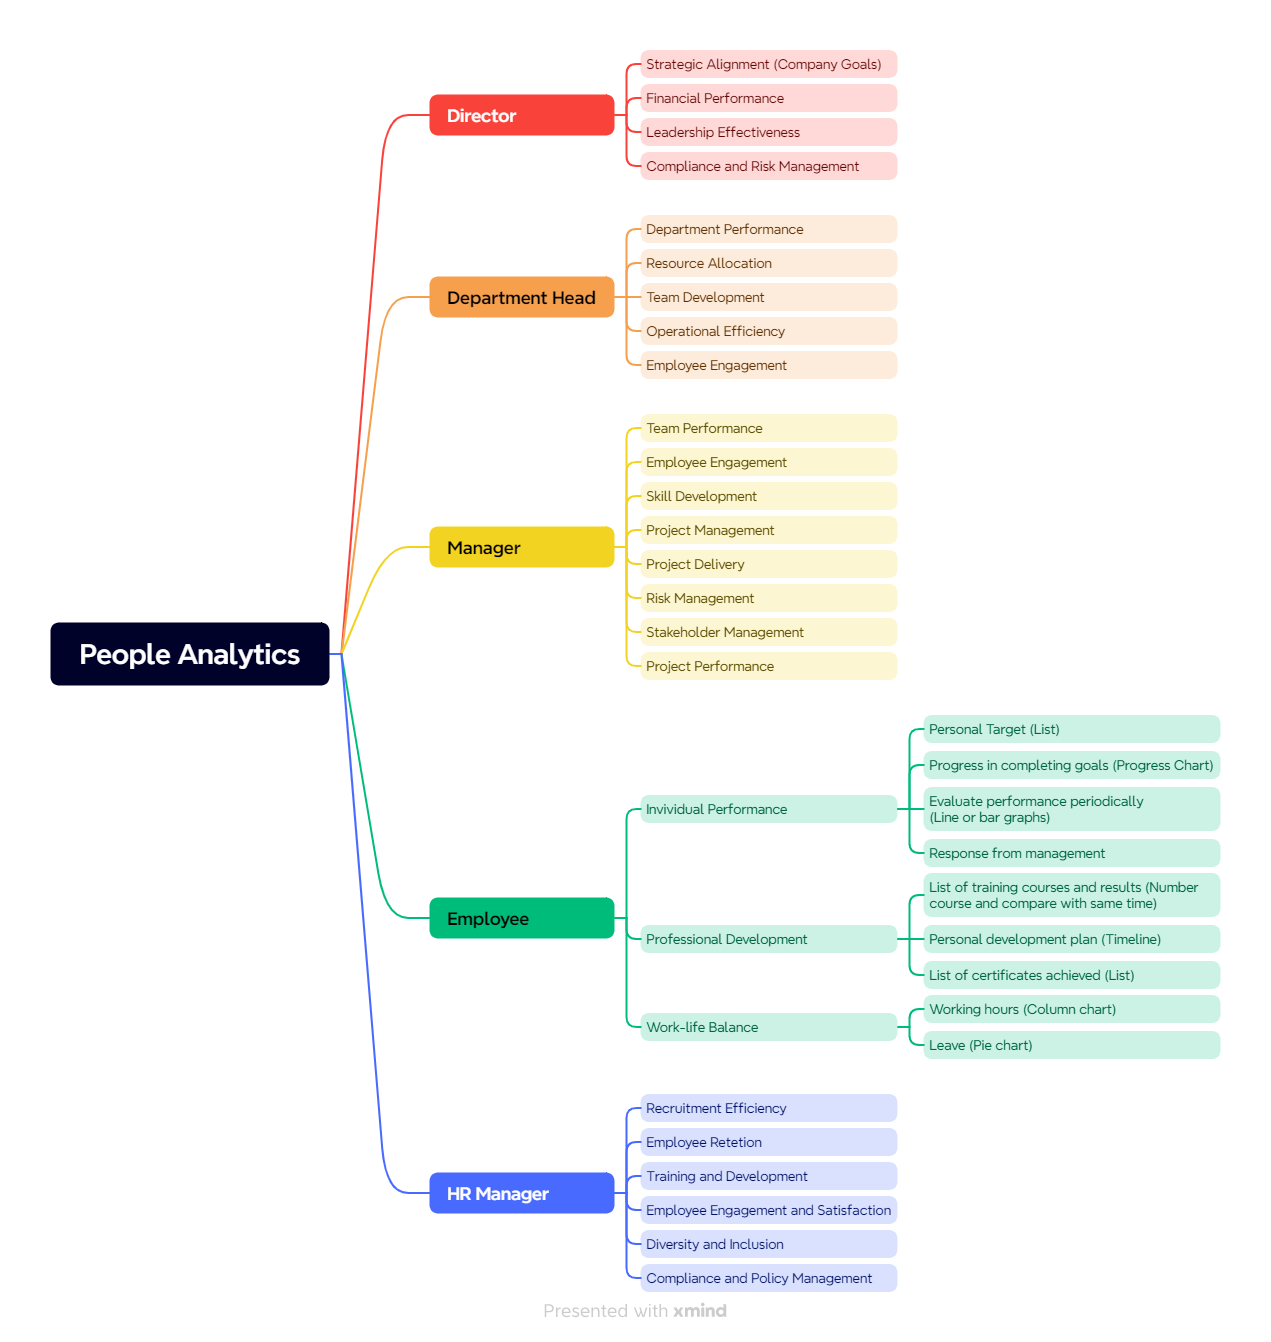 People Analytics
Director
Strategic Alignment (Company Goals)
Financial Performance
Leadership Effectiveness
Compliance and Risk Management
Department Head
Department Performance
Resource Allocation
Team Development
Operational Efficiency
Employee Engagement
Manager
Team Performance
Employee Engagement
Skill Development
Project Management
Project Delivery
Risk Management
Stakeholder Management
Project Performance
Employee
Invividual Performance
Personal Target (List)
Progress in completing goals (Progress Chart)
Evaluate performance periodically
(Line or bar graphs)
Response from management
Professional Development
List of training courses and results (Number
course and compare with same time)
Personal development plan (Timeline)
List of certificates achieved (List)
Work-life Balance
Working hours (Column chart)
Leave (Pie chart)
HR Manager
Recruitment Efficiency
Employee Retetion
Training and Development
Employee Engagement and Satisfaction
Diversity and Inclusion
Compliance and Policy Management
Presented with xmind